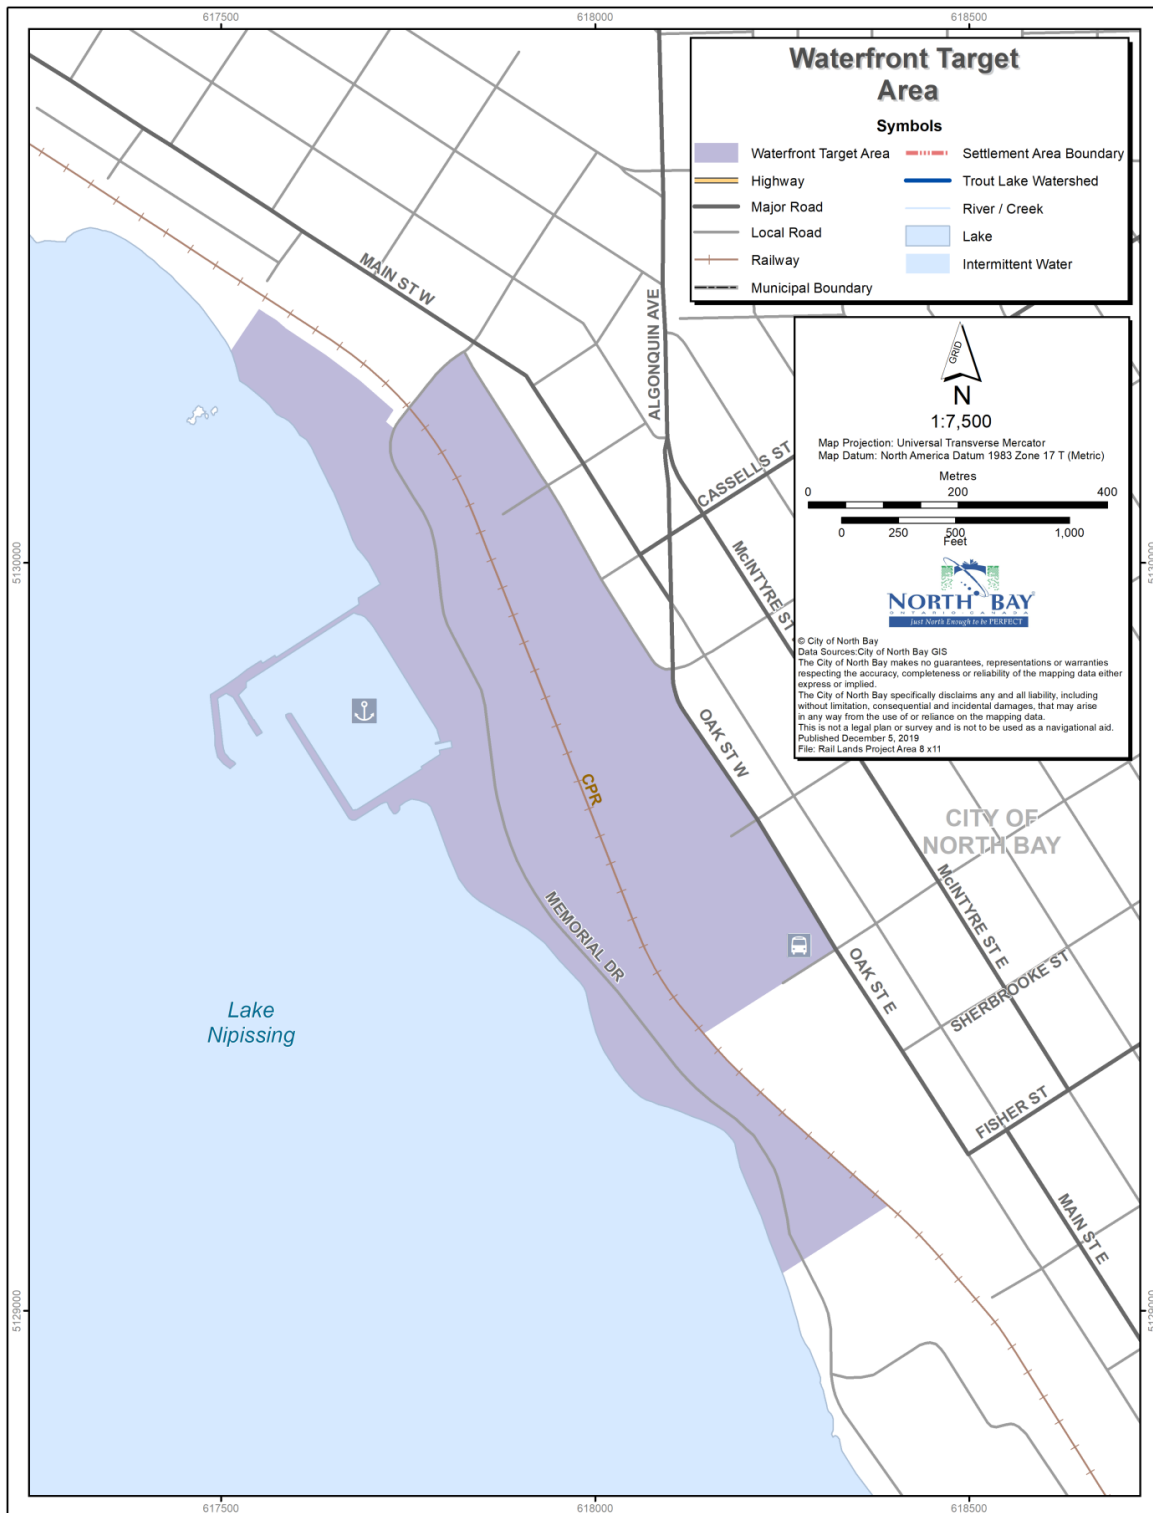 617500
618000
618500
Waterfront Target
Area
Symbols
Waterfront Target Area
Highway
Major Road
Local Road
Railway
Municipal Boundary
Settlement Area Boundary
Trout Lake Watershed
River / Creek
Lake
Intermittent Water
GRID
N
1:7,500
Map Projection: Universal Transverse Mercator
Map Datum: North America Datum 1983 Zone 17 T (Metric)
Metres
0 200 400
0 250 500 1,000
Feet
NORTH BAY
ONTARIO · CANADA
Just North Enough to be PERFECT
© City of North Bay
Data Sources:City of North Bay GIS
The City of North Bay makes no guarantees, representations or warranties
respecting the accuracy, completeness or reliability of the mapping data either
express or implied.
The City of North Bay specifically disclaims any and all liability, including
without limitation, consequential and incidental damages, that may arise
in any way from the use of or reliance on the mapping data.
This is not a legal plan or survey and is not to be used as a navigational aid.
Published December 5, 2019
File: Rail Lands Project Area 8 x11
MAIN ST W
ALGONQUIN AVE
CASSELLS ST
McINTYRE ST
5130000
5130000
OAK ST W
CPR
CITY OF
NORTH BAY
McINTYRE ST E
MEMORIAL DR
OAK ST E
SHERBROOKE ST
Lake
Nipissing
FISHER ST
MAIN ST E
5129000
5129000
617500
618000
618500